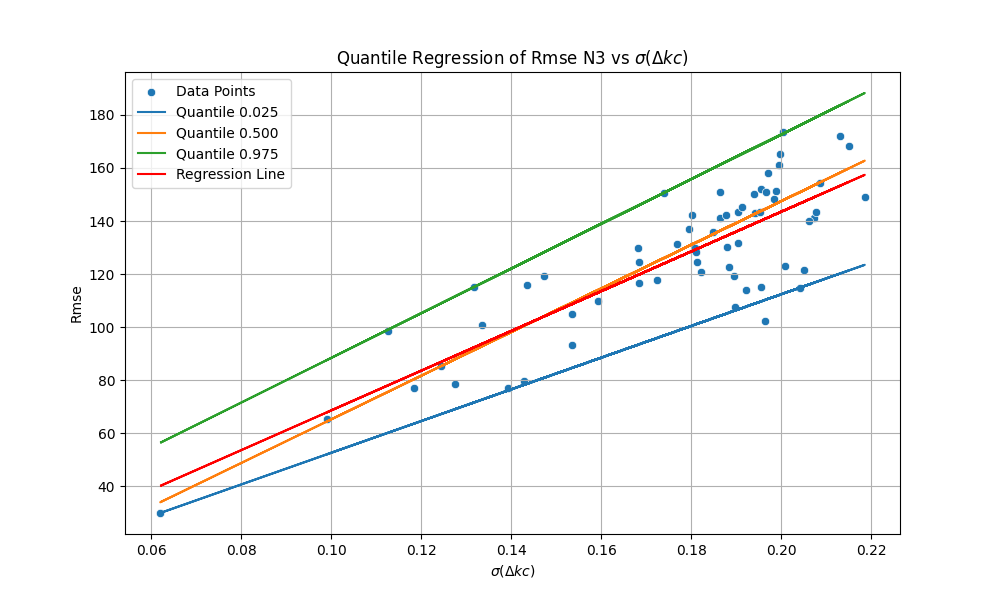 Quantile Regression of Rmse N3 vs σ(Δkc)
Data Points
Quantile 0.025
Quantile 0.500
Quantile 0.975
Regression Line
Rmse
180
160
140
120
100
80
60
40
0.06 0.08 0.10 0.12 0.14 0.16 0.18 0.20 0.22
σ(Δkc)